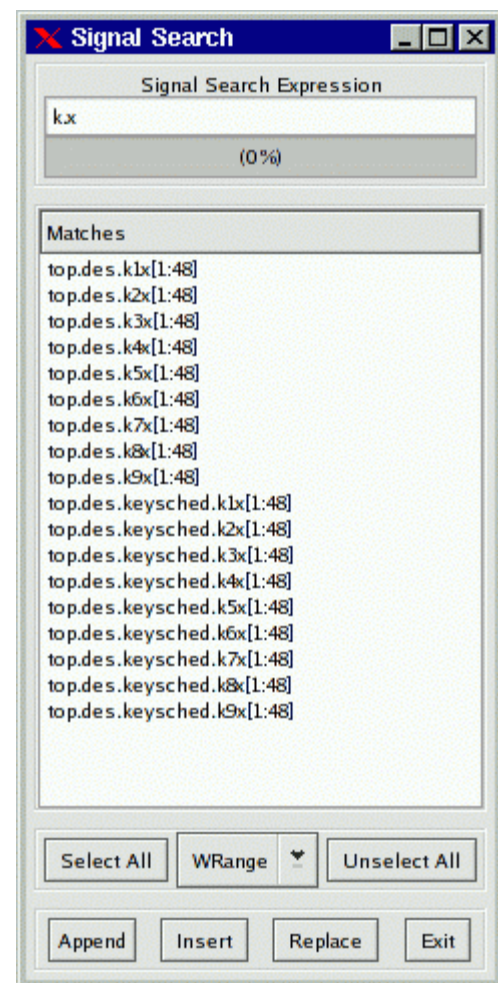 Signal Search
Signal Search Expression
k.x
(0%)
Matches
top.des.k1x[1:48]
top.des.k2x[1:48]
top.des.k3x[1:48]
top.des.k4x[1:48]
top.des.k5x[1:48]
top.des.k6x[1:48]
top.des.k7x[1:48]
top.des.k8x[1:48]
top.des.k9x[1:48]
top.des.keysched.k1x[1:48]
top.des.keysched.k2x[1:48]
top.des.keysched.k3x[1:48]
top.des.keysched.k4x[1:48]
top.des.keysched.k5x[1:48]
top.des.keysched.k6x[1:48]
top.des.keysched.k7x[1:48]
top.des.keysched.k8x[1:48]
top.des.keysched.k9x[1:48]
Select All WRange Unselect All
Append Insert Replace Exit